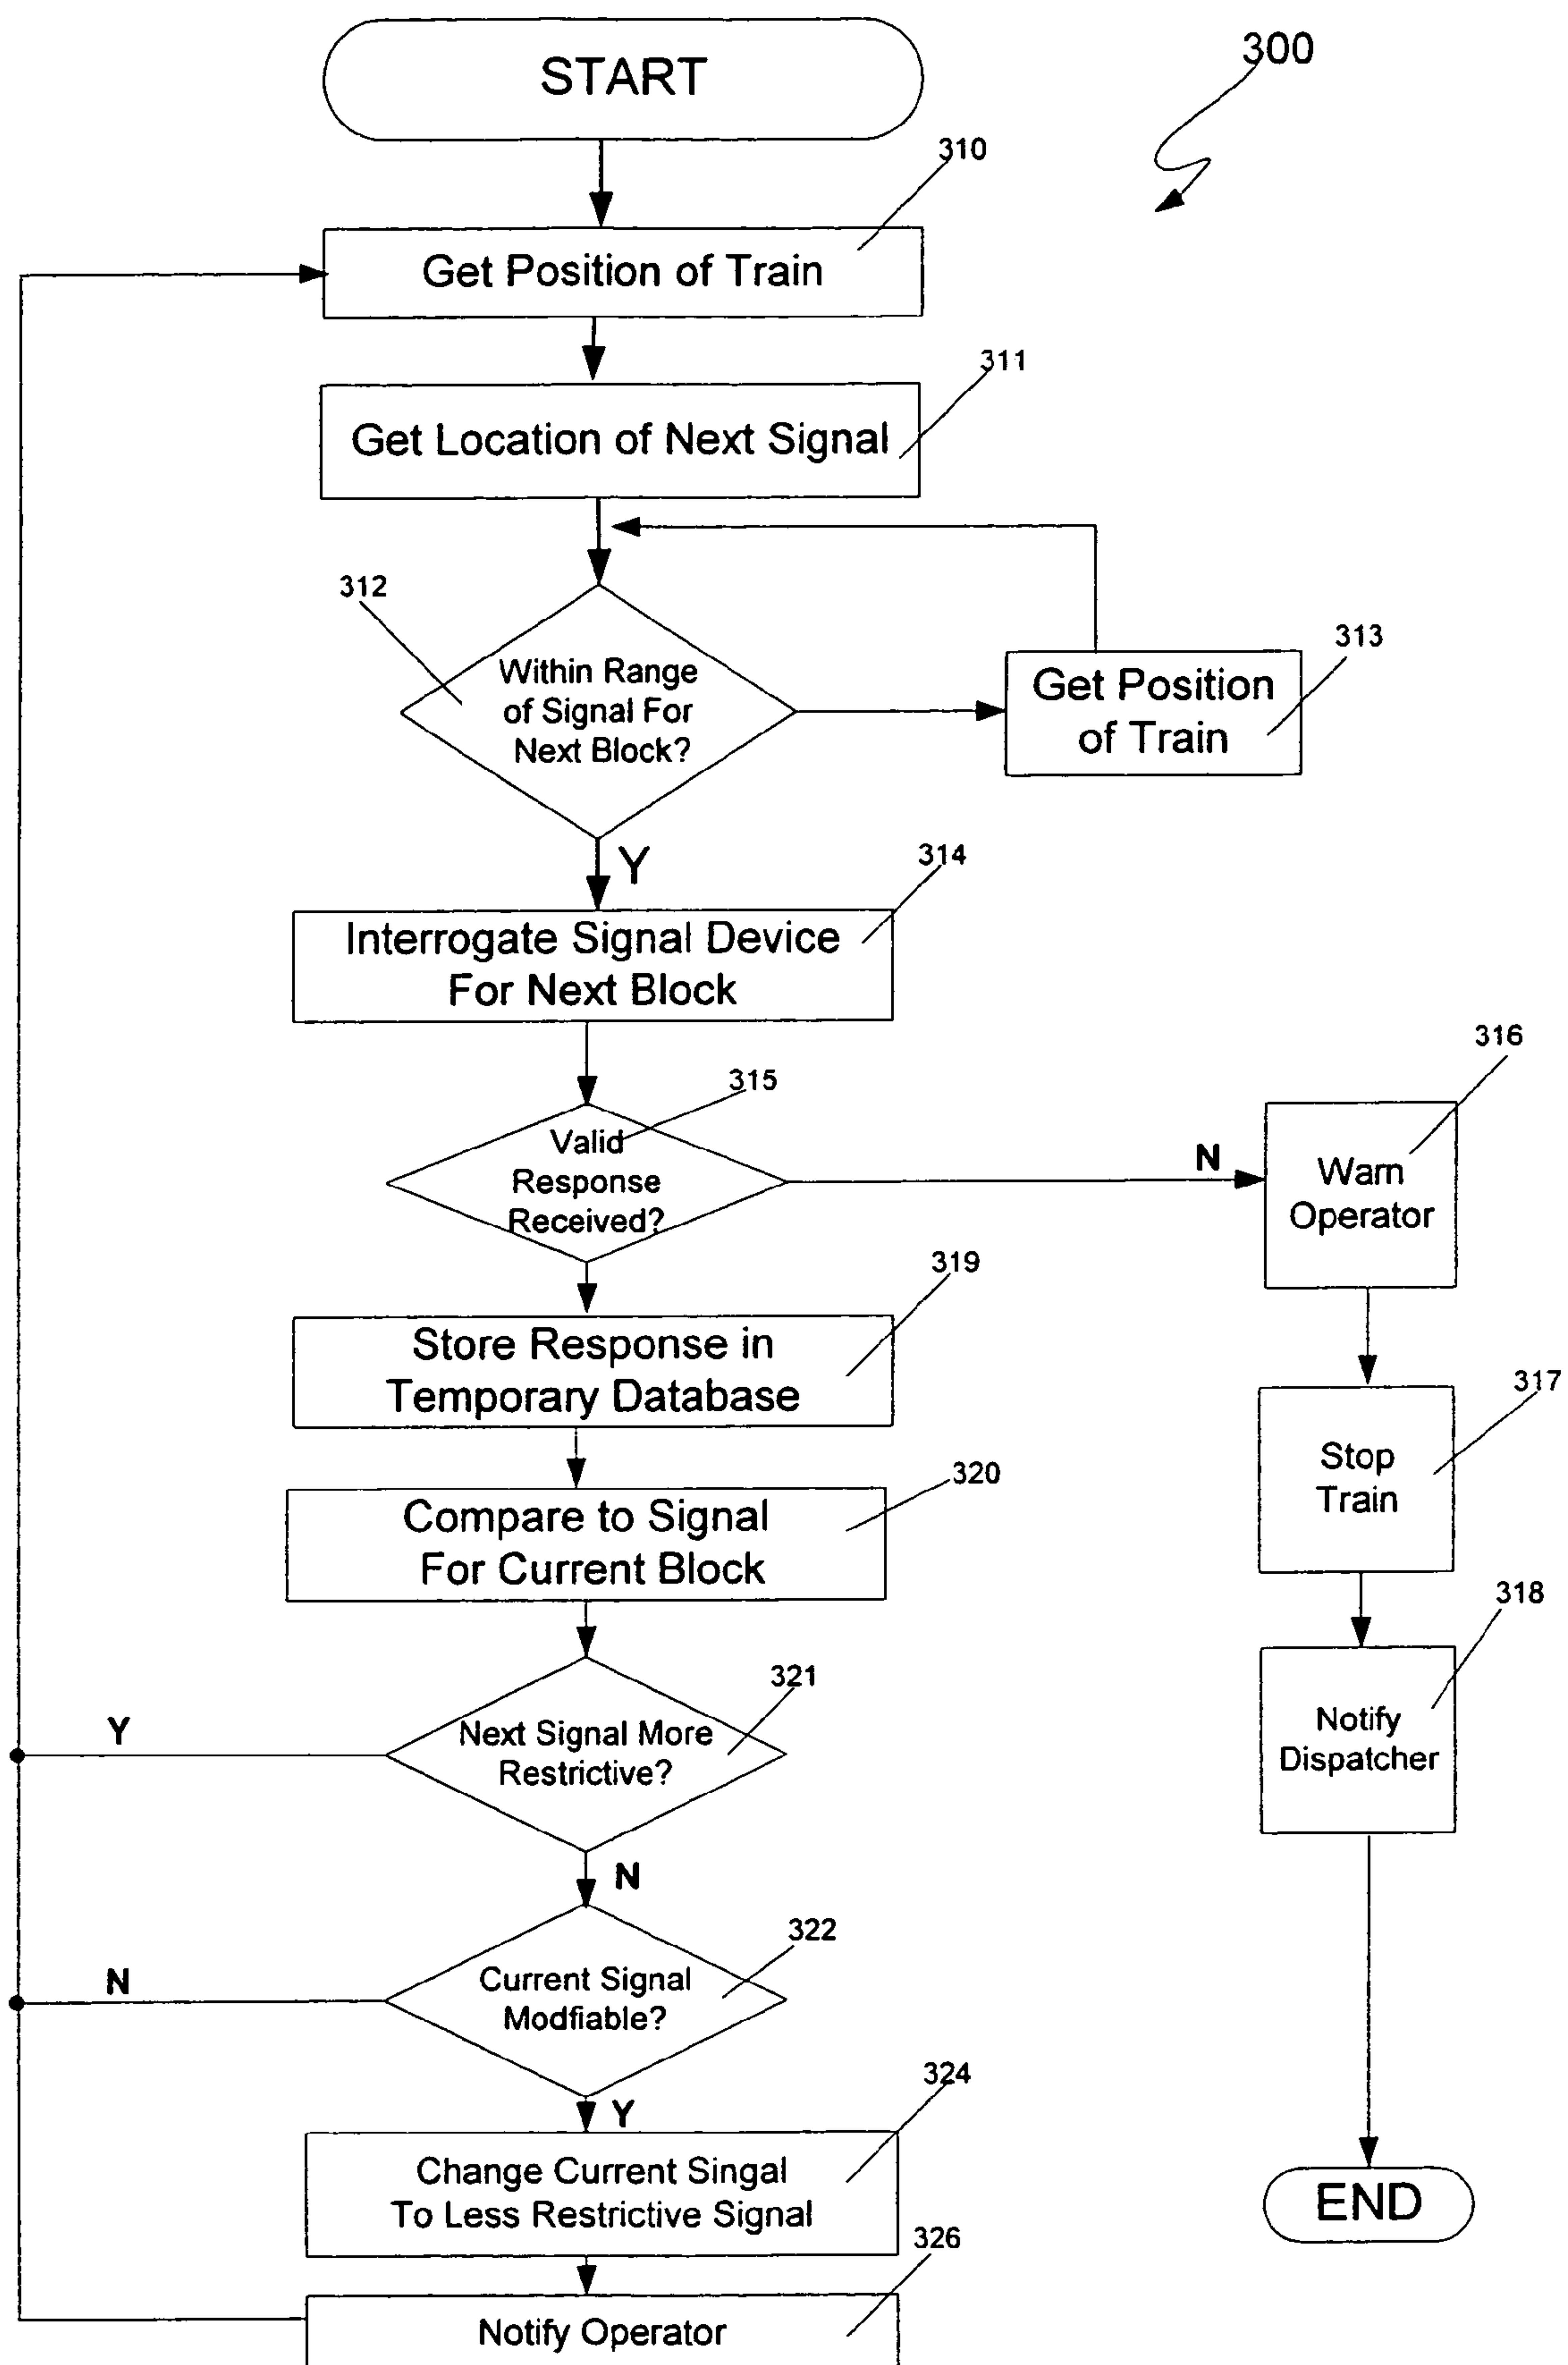 START
300
310
Get Position of Train
311
Get Location of Next Signal
312
Within Range
of Signal For
Next Block?
313
Get Position
of Train
Y
314
Interrogate Signal Device
For Next Block
315
Valid
Response
Received?
N
316
Warn
Operator
319
Store Response in
Temporary Database
317
Stop
Train
320
Compare to Signal
For Current Block
318
Notify
Dispatcher
321
Next Signal More
Restrictive?
Y
N
322
Current Signal
Modfiable?
N
Y
324
Change Current Singal
To Less Restrictive Signal
END
326
Notify Operator